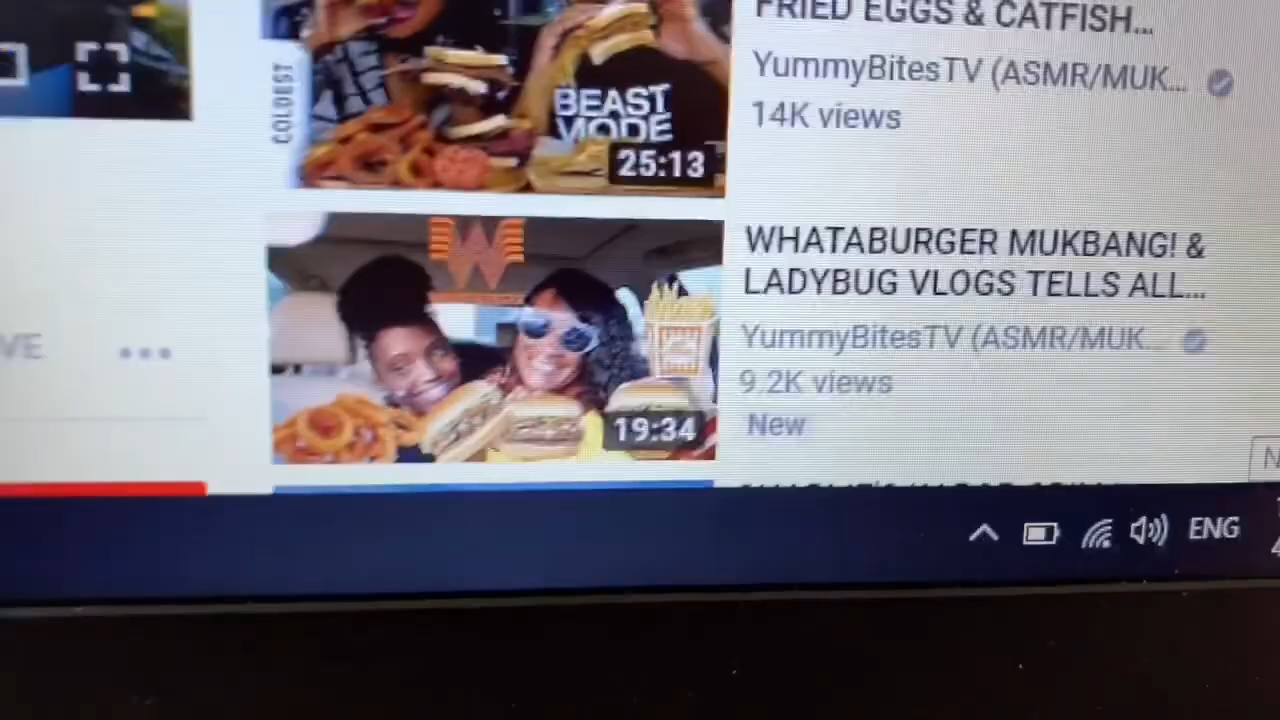 FRIED EGGS & CATFISH...
YummyBitesTV (ASMR/MUK...
14K views
COLDEST
BEAST
MODE
25:13
W
WHATABURGER MUKBANG! &
LADYBUG VLOGS TELLS ALL...
YummyBitesTV (ASMR/MUK...
9.2K views
New
19:34
VE
N
ENG